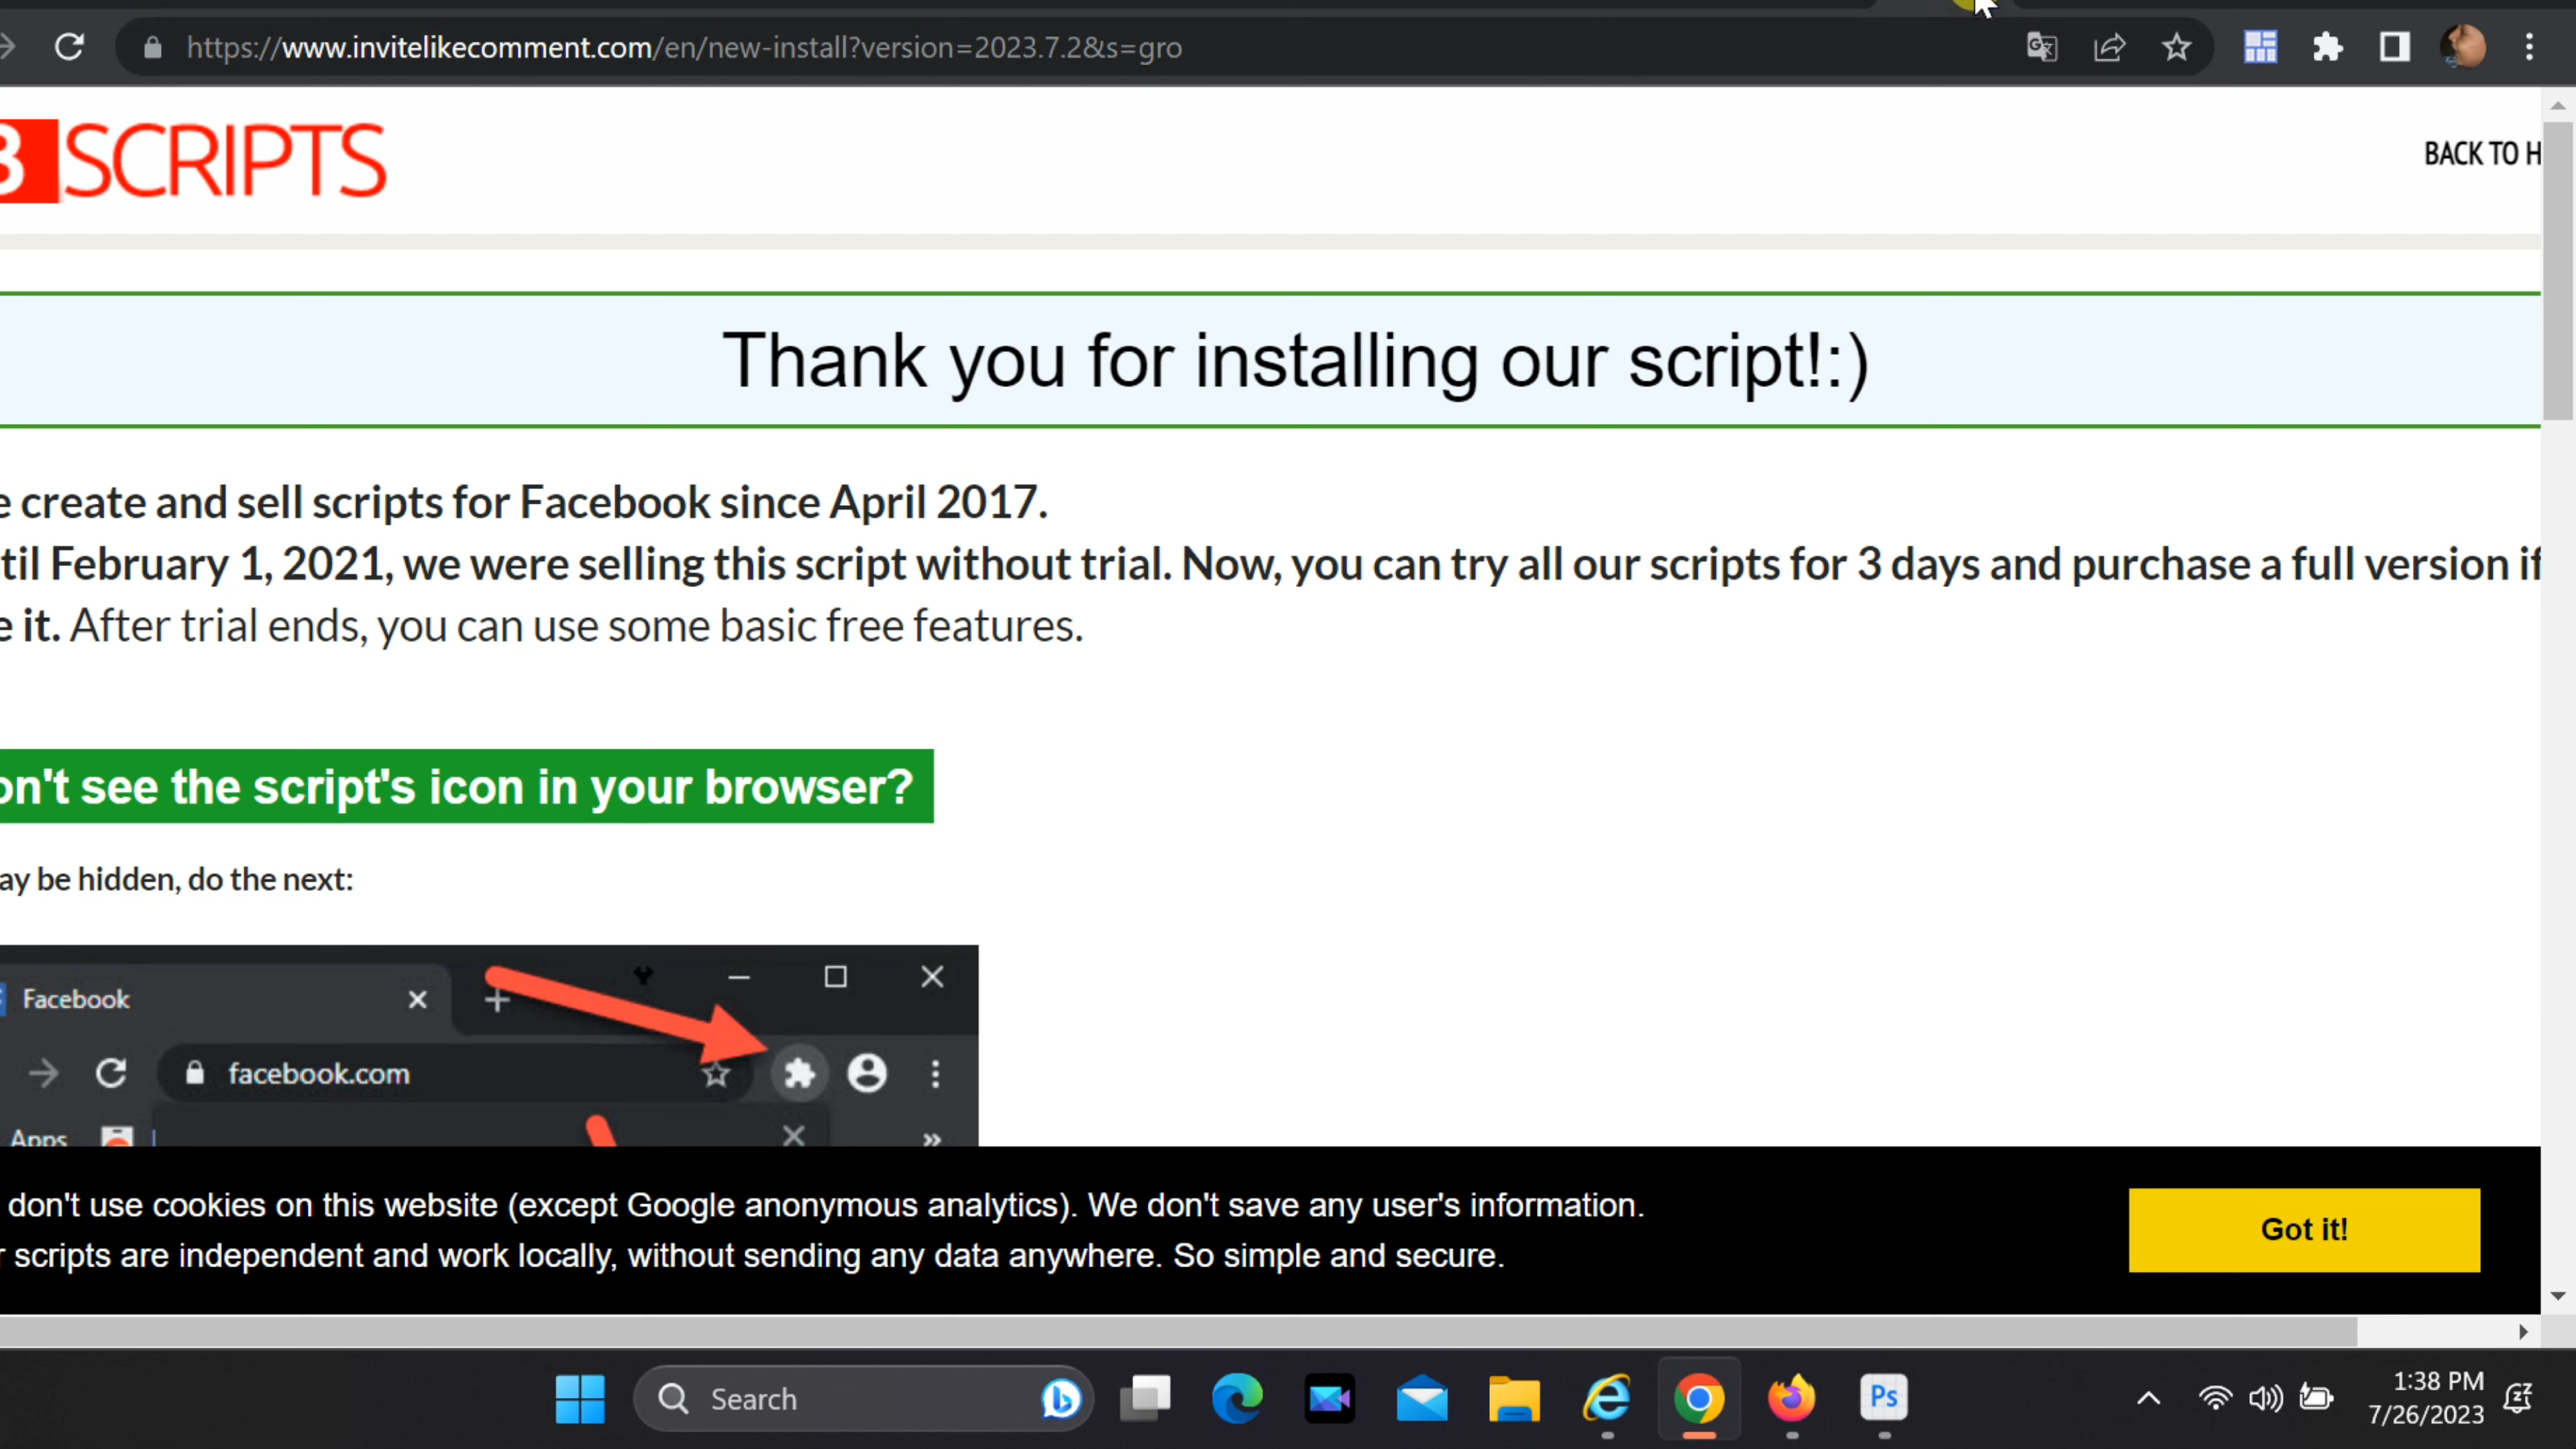 https://www.invitelikecomment.com/en/new-install?version=2023.7.2&s=gro
SCRIPTS
BACK TO H
Thank you for installing our script!:)
e create and sell scripts for Facebook since April 2017.
til February 1, 2021, we were selling this script without trial. Now, you can try all our scripts for 3 days and purchase a full version if
e it. After trial ends, you can use some basic free features.
on't see the script's icon in your browser?
ay be hidden, do the next:
Facebook
facebook.com
Apps
don't use cookies on this website (except Google anonymous analytics). We don't save any user's information.
r scripts are independent and work locally, without sending any data anywhere. So simple and secure.
Got it!
Search
Ps
1:38 PM
7/26/2023